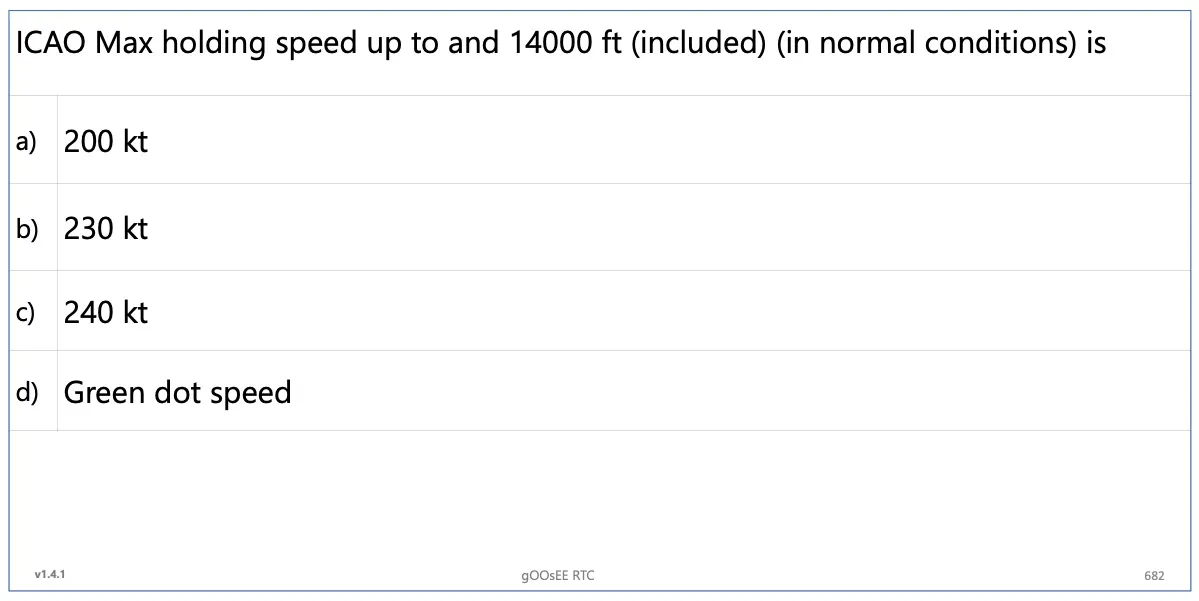 ICAO Max holding speed up to and 14000 ft (included) (in normal conditions) is
a) 200 kt
b) 230 kt
c) 240 kt
d) Green dot speed
v1.4.1 gOOsEE RTC 682